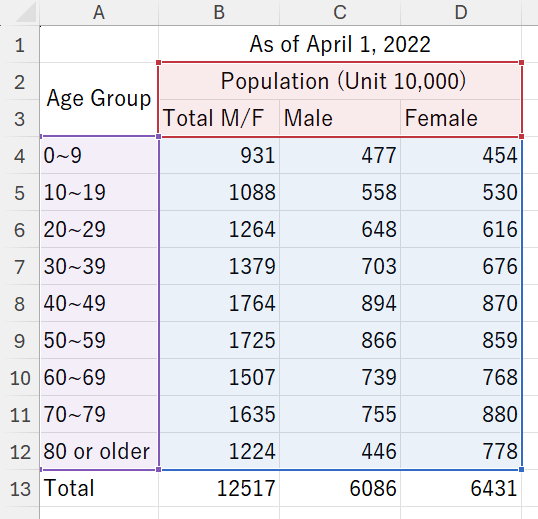 A B C D
1 As of April 1, 2022
2 Population (Unit 10,000)
Age Group
3 Total M/F Male Female
4 0~9 931 477 454
5 10~19 1088 558 530
6 20~29 1264 648 616
7 30~39 1379 703 676
8 40~49 1764 894 870
9 50~59 1725 866 859
10 60~69 1507 739 768
11 70~79 1635 755 880
12 80 or older 1224 446 778
13 Total 12517 6086 6431